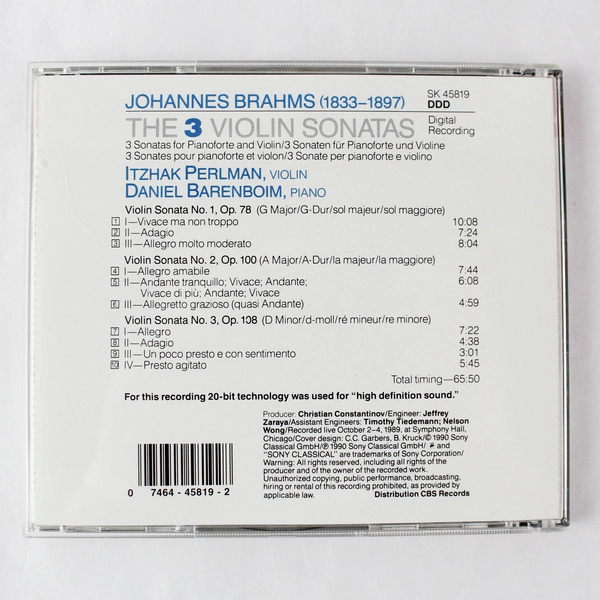 JOHANNES BRAHMS (1833–1897)
SK 45819
DDD
THE 3 VIOLIN SONATAS
Digital
Recording
3 Sonatas for Pianoforte and Violin/3 Sonaten für Pianoforte und Violine
3 Sonates pour pianoforte et violon/3 Sonate per pianoforte e violino
ITZHAK PERLMAN, VIOLIN
DANIEL BARENBOIM, PIANO
Violin Sonata No. 1, Op. 78 (G Major/G-Dur/sol majeur/sol maggiore)
1 I—Vivace ma non troppo 10:08
2 II—Adagio 7:24
3 III—Allegro molto moderato 8:04
Violin Sonata No. 2, Op. 100 (A Major/A-Dur/la majeur/la maggiore)
4 I—Allegro amabile 7:44
5 II—Andante tranquillo; Vivace; Andante; 6:08
Vivace di più; Andante; Vivace
6 III—Allegretto grazioso (quasi Andante) 4:59
Violin Sonata No. 3, Op. 108 (D Minor/d-moll/ré mineur/re minore)
7 I—Allegro 7:22
8 II—Adagio 4:38
9 III—Un poco presto e con sentimento 3:01
10 IV—Presto agitato 5:45
Total timing—65:50
For this recording 20-bit technology was used for "high definition sound."
Producer: Christian Constantinov/Engineer: Jeffrey
Zaraya/Assistant Engineers: Timothy Tiedemann; Nelson
Wong/Recorded live October 2–4, 1989, at Symphony Hall,
Chicago/Cover design: C.C. Garbers, B. Kruck/© 1990 Sony
Classical GmbH/℗ 1990 Sony Classical GmbH/ and
"SONY CLASSICAL" are trademarks of Sony Corporation/
Warning: All rights reserved, including all rights of the
producer and of the owner of the recorded work.
Unauthorized copying, public performance, broadcasting,
hiring or rental of this recording prohibited, as provided by
applicable law. Distribution CBS Records
0 7464-45819-2